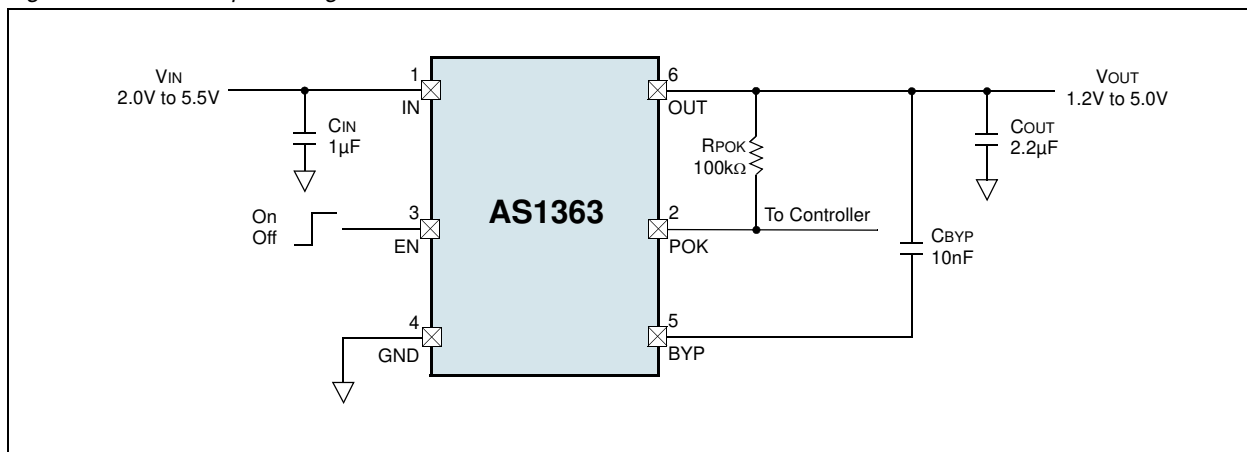 VIN
2.0V to 5.5V
CIN
1µF
On
Off
1
IN
3
EN
4
GND
AS1363
6
OUT
2
POK
5
BYP
RPOK
100kΩ
To Controller
CBYP
10nF
COUT
2.2µF
VOUT
1.2V to 5.0V